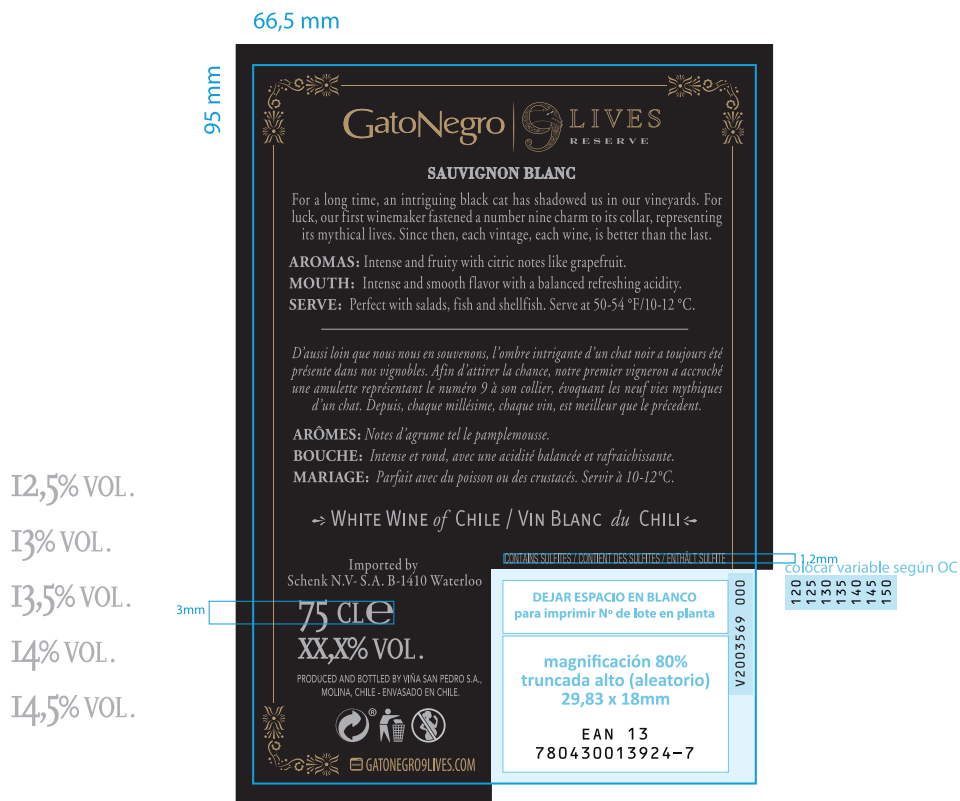 66,5 mm
95 mm
GatoNegro
9 LIVES
RESERVE
SAUVIGNON BLANC
For a long time, an intriguing black cat has shadowed us in our vineyards. For
luck, our first winemaker fastened a number nine charm to its collar, representing
its mythical lives. Since then, each vintage, each wine, is better than the last.
AROMAS: Intense and fruity with citric notes like grapefruit.
MOUTH: Intense and smooth flavor with a balanced refreshing acidity.
SERVE: Perfect with salads, fish and shellfish. Serve at 50-54 °F/10-12 °C.
D'aussi loin que nous nous en souvenons, l'ombre intrigante d'un chat noir a toujours été
présente dans nos vignobles. Afin d'attirer la chance, notre premier vigneron a accroché
une amulette représentant le numéro 9 à son collier, évoquant les neuf vies mythiques
d'un chat. Depuis, chaque millésime, chaque vin, est meilleur que le précedent.
ARÔMES: Notes d'agrume tel le pamplemousse.
BOUCHE: Intense et rond, avec une acidité balancée et rafraichissante.
MARIAGE: Parfait avec du poisson ou des crustacés. Servir à 10-12°C.
WHITE WINE of CHILE / VIN BLANC du CHILI
CONTAINS SULFITES / CONTIENT DES SULFITES / ENTHÄLT SULFITE
1,2mm
Imported by
Schenk N.V- S.A. B-1410 Waterloo
3mm
75 CL e
XX,X% VOL.
PRODUCED AND BOTTLED BY VIÑA SAN PEDRO S.A.,
MOLINA, CHILE - ENVASADO EN CHILE.
®
GATONEGRO9LIVES.COM
DEJAR ESPACIO EN BLANCO
para imprimir Nº de lote en planta
magnificación 80%
truncada alto (aleatorio)
29,83 x 18mm
EAN 13
780430013924-7
V2003569 000
colocar variable según OC
120
125
130
135
140
145
150
12,5% VOL.
13% VOL.
13,5% VOL.
14% VOL.
14,5% VOL.